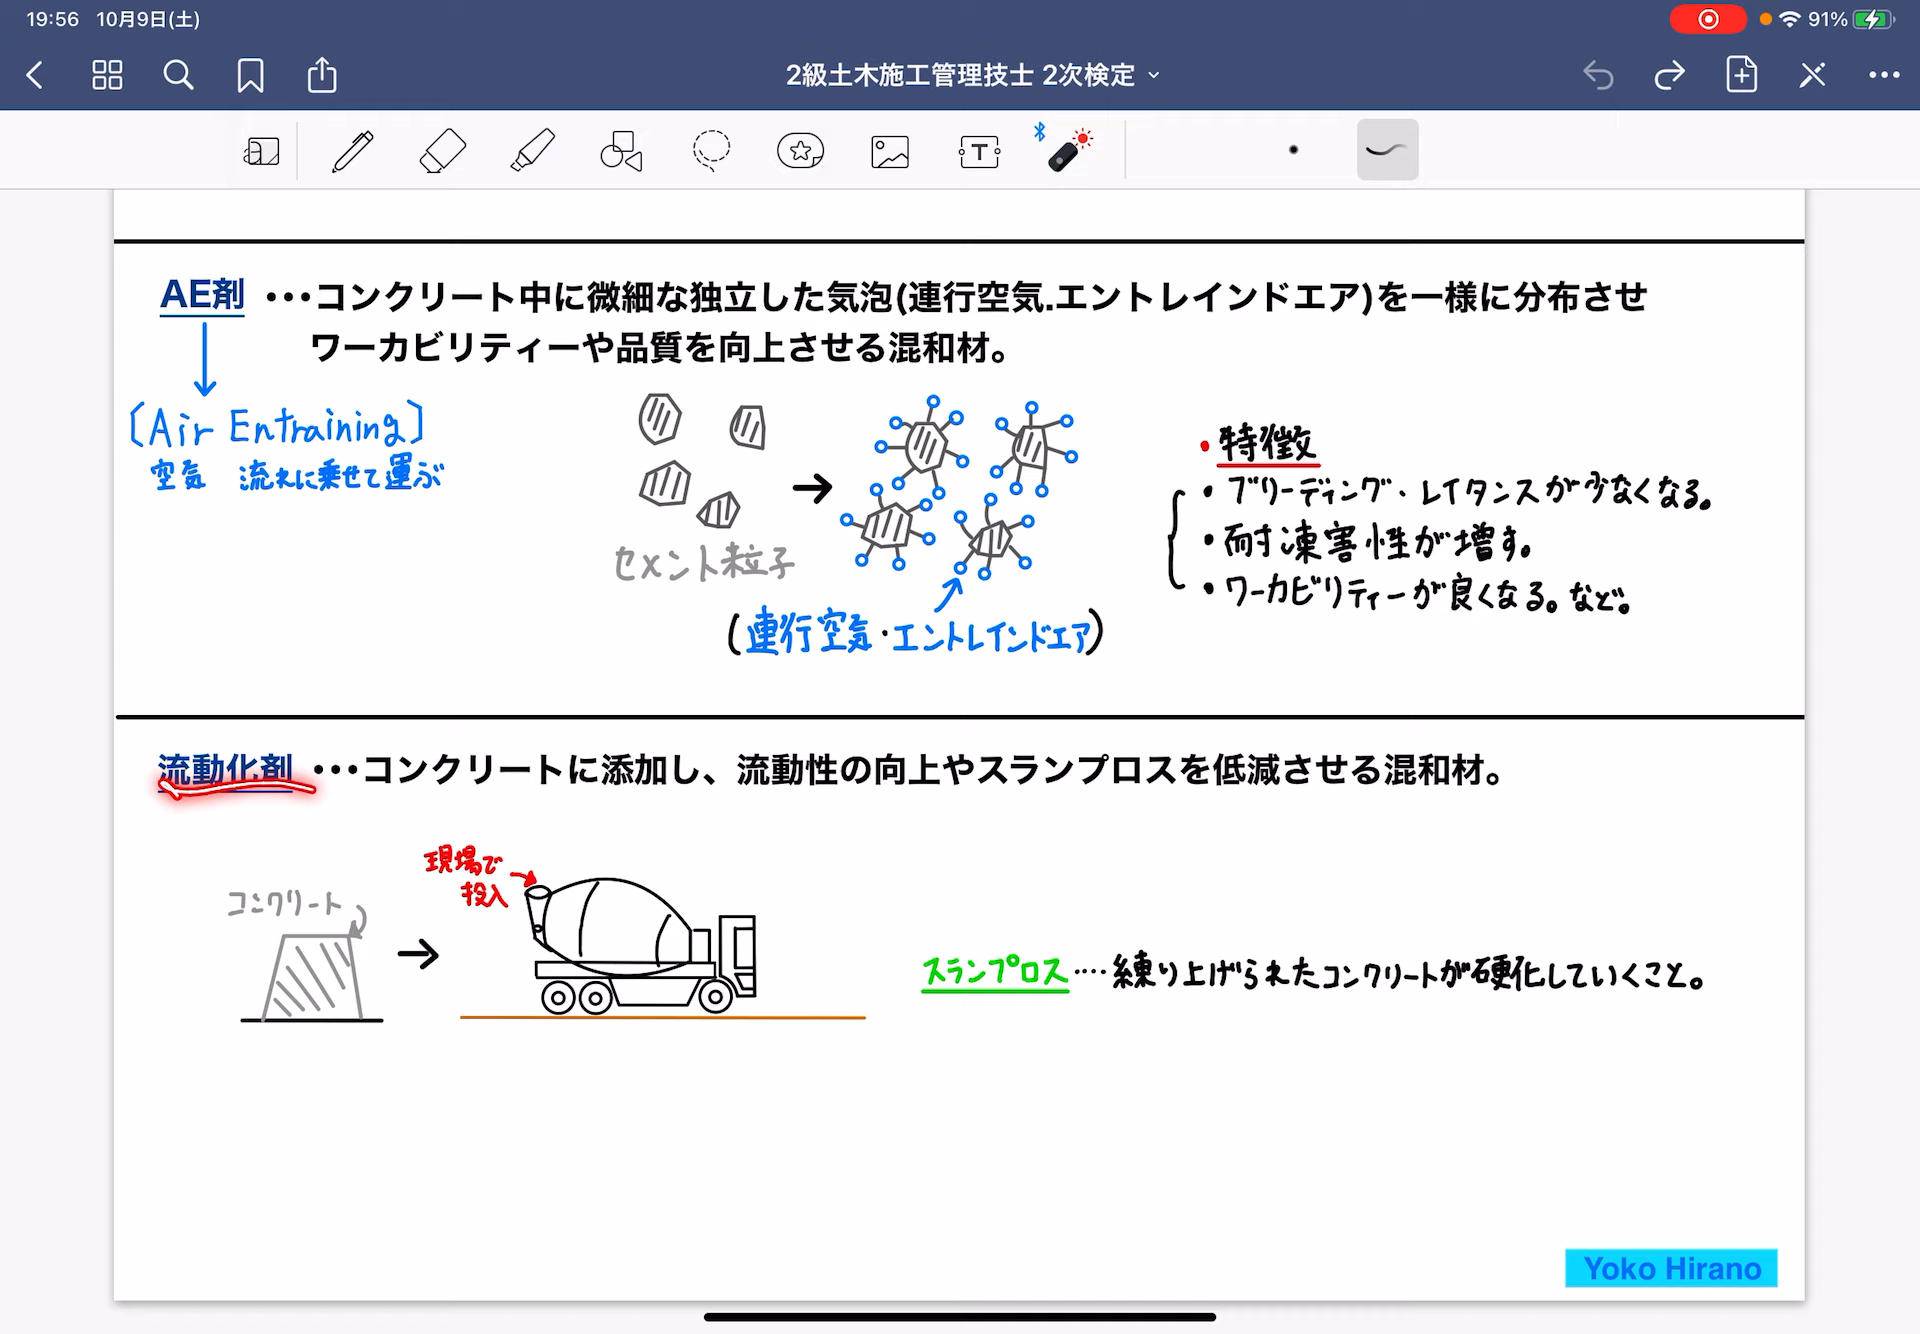 19:56 10月9日(土)
91%
2級土木施工管理技士 2次検定
AE剤 ･･･コンクリート中に微細な独立した気泡(連行空気.エントレインドエア)を一様に分布させ
ワーカビリティーや品質を向上させる混和材。
〔Air Entraining〕
空気 流れに乗せて運ぶ
セメント粒子
(連行空気・エントレインドエア)
・特徴
・ブリーディング・レイタンスが少なくなる。
・耐凍害性が増す。
・ワーカビリティーが良くなる。など。
流動化剤 ･･･コンクリートに添加し、流動性の向上やスランプロスを低減させる混和材。
コンクリート
現場で
投入
スランプロス････練り上げられたコンクリートが硬化していくこと。
Yoko Hirano